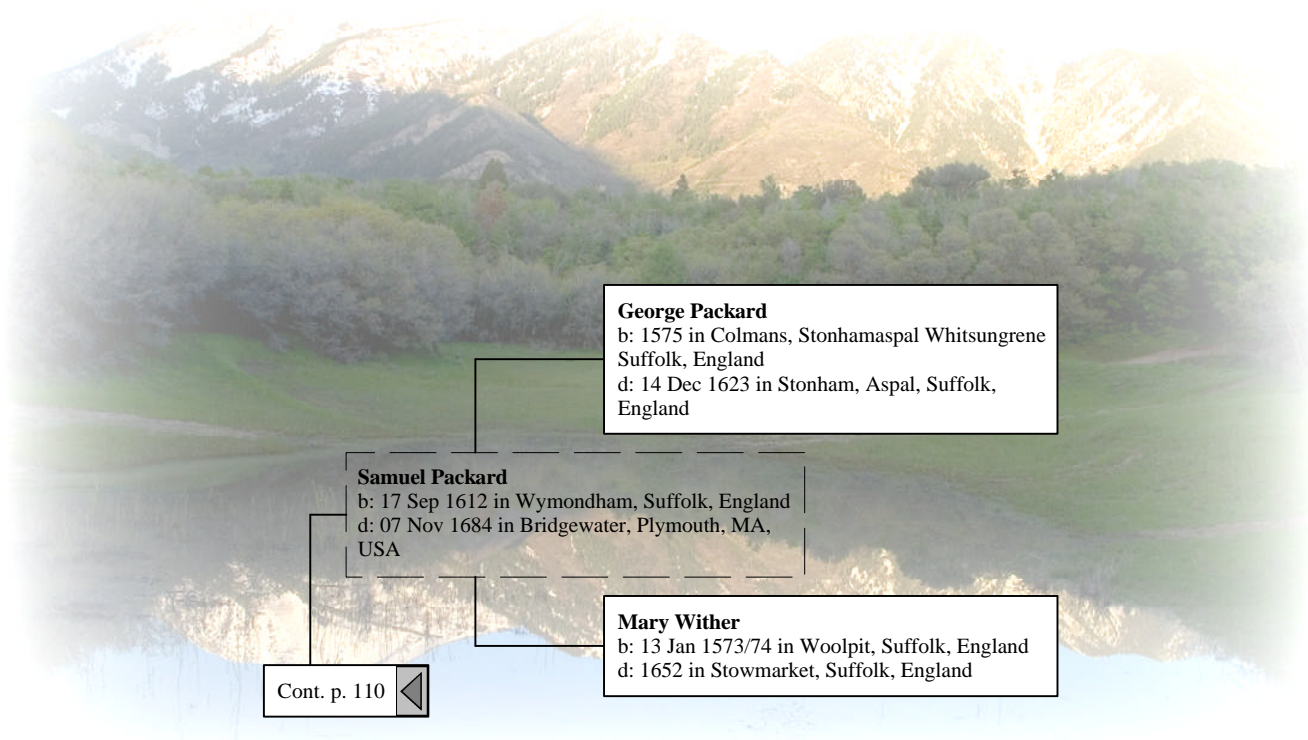 George Packard
b: 1575 in Colmans, Stonhamaspal Whitsungrene
Suffolk, England
d: 14 Dec 1623 in Stonham, Aspal, Suffolk,
England
Samuel Packard
b: 17 Sep 1612 in Wymondham, Suffolk, England
d: 07 Nov 1684 in Bridgewater, Plymouth, MA,
USA
Mary Wither
b: 13 Jan 1573/74 in Woolpit, Suffolk, England
d: 1652 in Stowmarket, Suffolk, England
Cont. p. 110